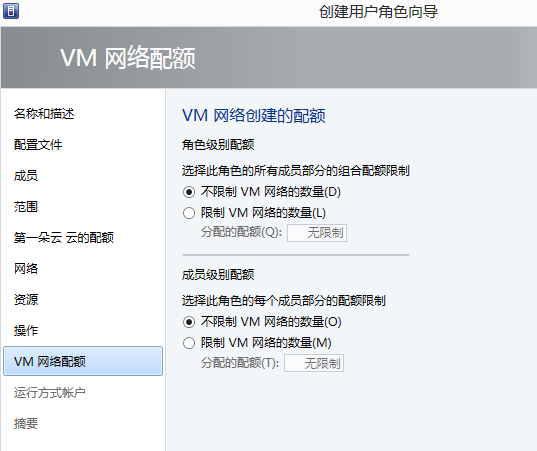 创建用户角色向导
VM 网络配额
名称和描述
配置文件
成员
范围
第一朵云 云的配额
网络
资源
操作
VM 网络配额
运行方式帐户
摘要
VM 网络创建的配额
角色级别配额
选择此角色的所有成员部分的组合配额限制
不限制 VM 网络的数量(D)
限制 VM 网络的数量(L)
分配的配额(Q): 无限制
成员级别配额
选择此角色的每个成员部分的配额限制
不限制 VM 网络的数量(O)
限制 VM 网络的数量(M)
分配的配额(T): 无限制